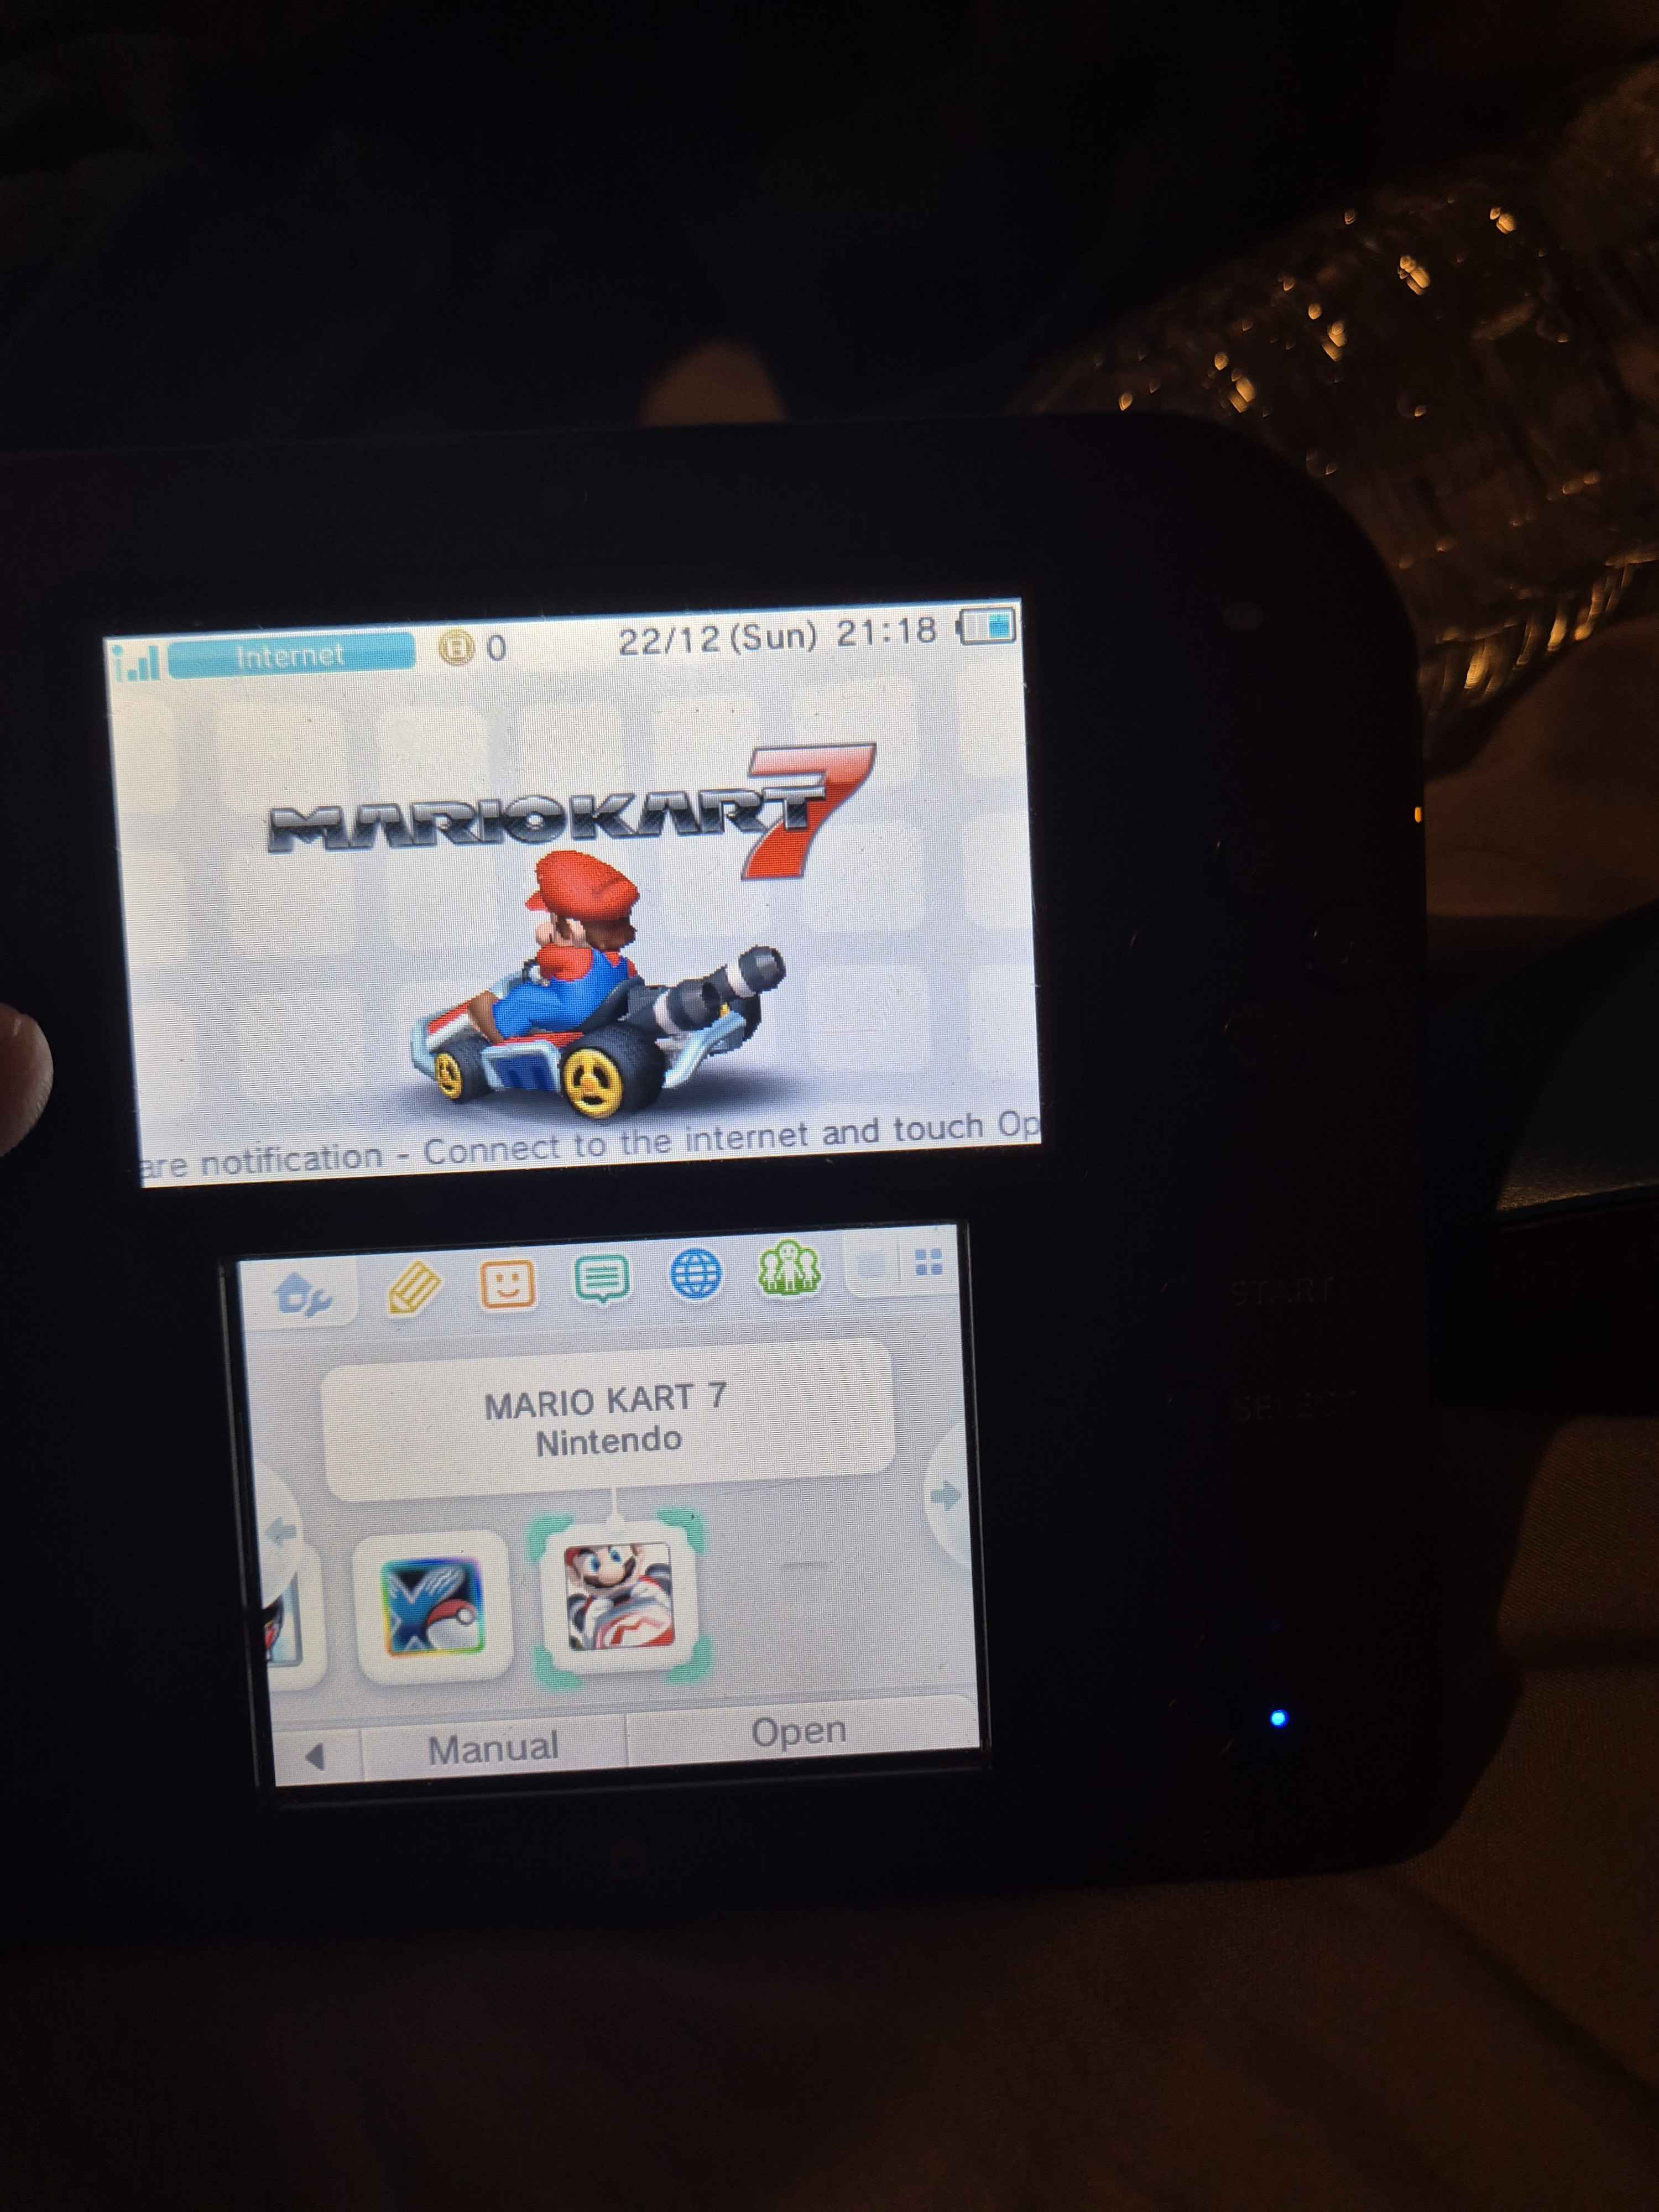 Internet 0 22/12 (Sun) 21:18
MARIOKART 7
are notification - Connect to the internet and touch Op
MARIO KART 7
Nintendo
Manual Open
START
SELECT